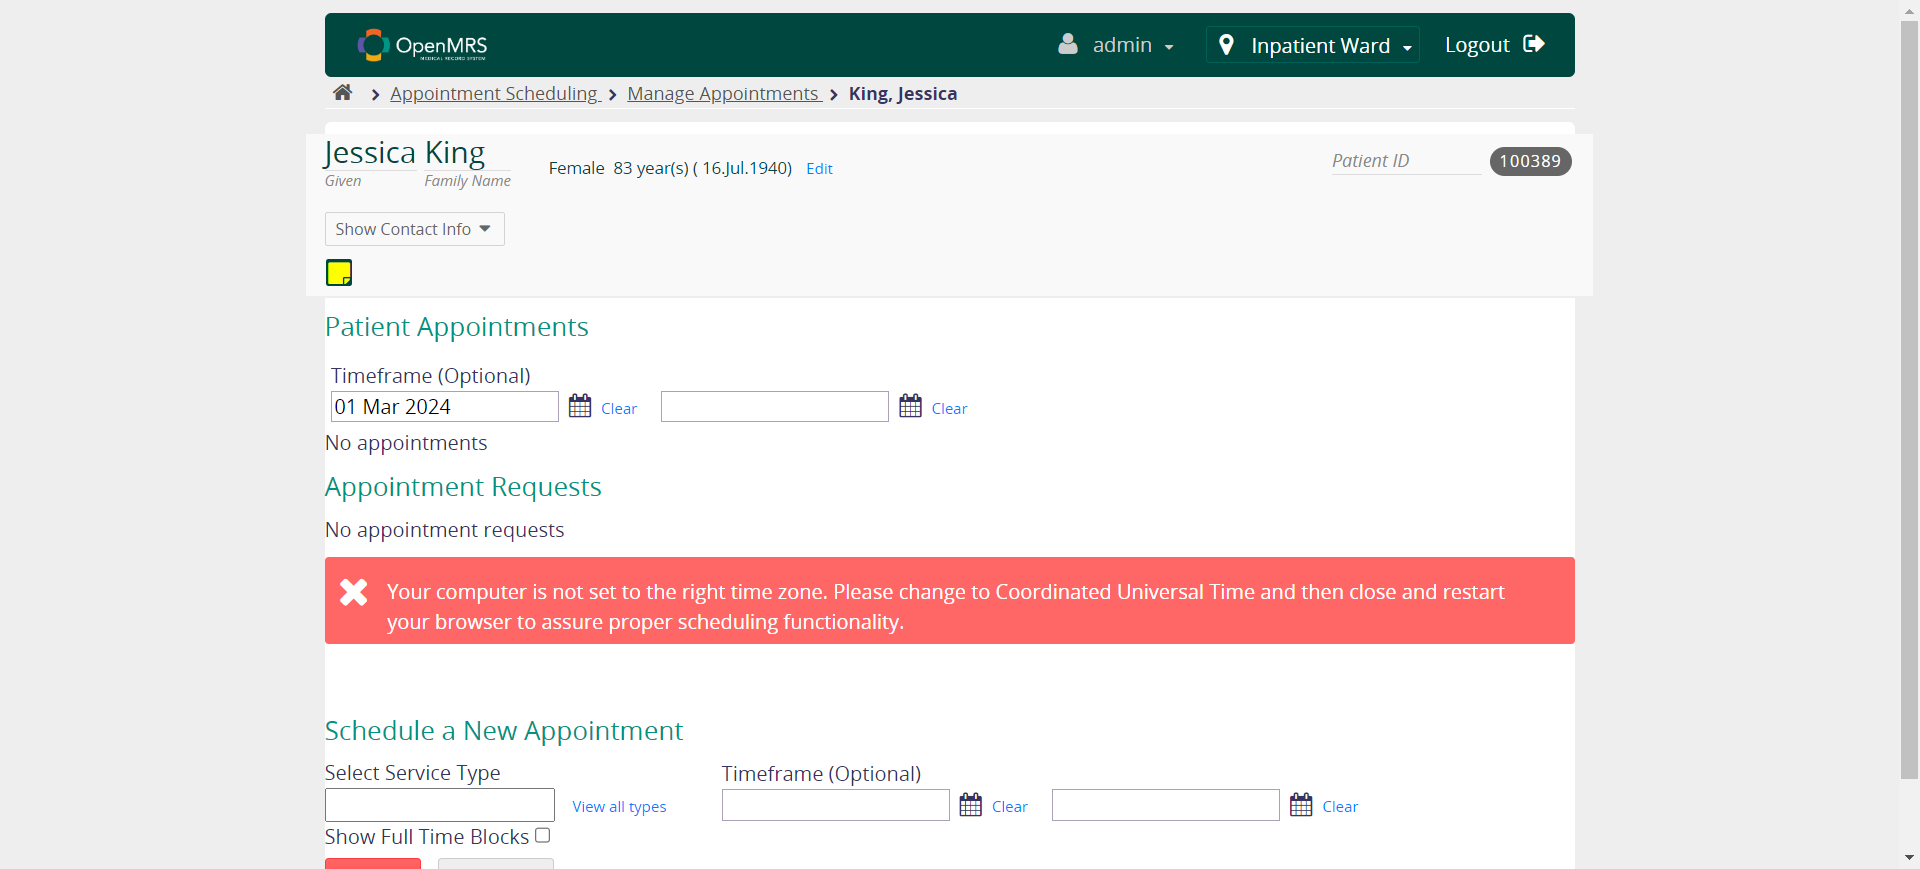 OpenMRS
MEDICAL RECORD SYSTEM
admin
Inpatient Ward
Logout
Appointment Scheduling
Manage Appointments
King, Jessica
Jessica King
Given
Family Name
Female 83 year(s) ( 16.Jul.1940) Edit
Patient ID
100389
Show Contact Info
Patient Appointments
Timeframe (Optional)
01 Mar 2024
Clear
Clear
No appointments
Appointment Requests
No appointment requests
Your computer is not set to the right time zone. Please change to Coordinated Universal Time and then close and restart
your browser to assure proper scheduling functionality.
Schedule a New Appointment
Select Service Type
Timeframe (Optional)
View all types
Clear
Clear
Show Full Time Blocks